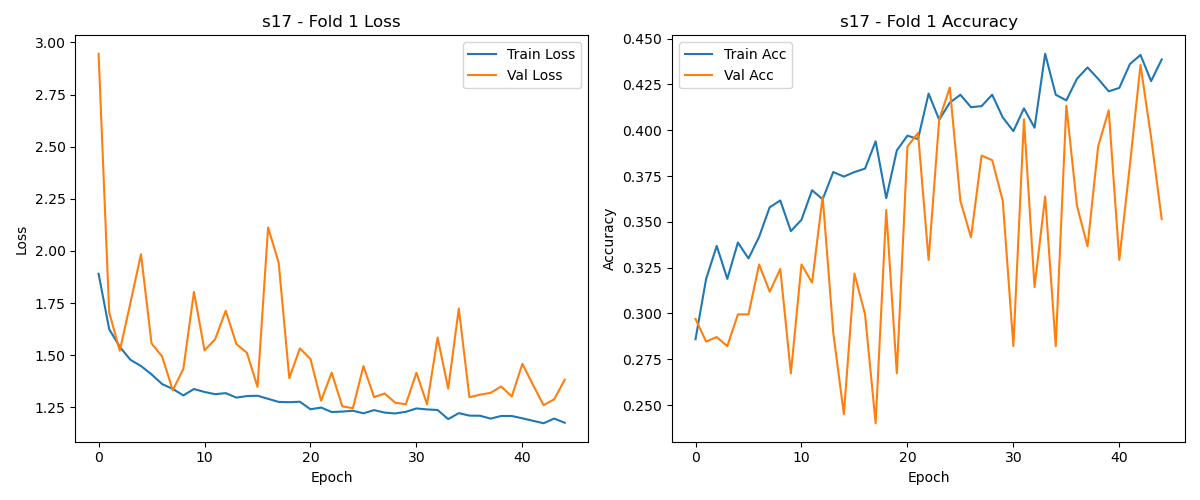 s17 - Fold 1 Loss
3.00
2.75
2.50
2.25
2.00
1.75
1.50
1.25
Loss
0 10 20 30 40
Epoch
Train Loss
Val Loss
s17 - Fold 1 Accuracy
0.450
0.425
0.400
0.375
0.350
0.325
0.300
0.275
0.250
Accuracy
0 10 20 30 40
Epoch
Train Acc
Val Acc